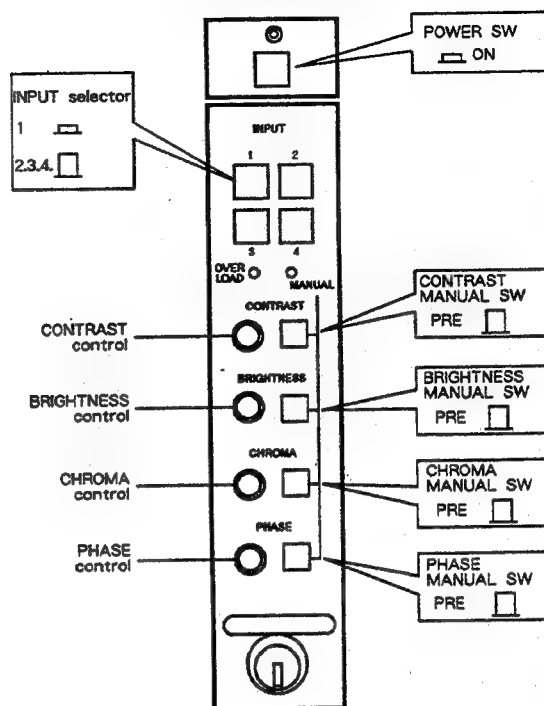 POWER SW
ON
INPUT selector
1
2.3.4.
INPUT
1 2
3 4
OVER
LOAD
MANUAL
CONTRAST
CONTRAST
control
CONTRAST
MANUAL SW
PRE
BRIGHTNESS
BRIGHTNESS
control
BRIGHTNESS
MANUAL SW
PRE
CHROMA
CHROMA
control
CHROMA
MANUAL SW
PRE
PHASE
PHASE
control
PHASE
MANUAL SW
PRE